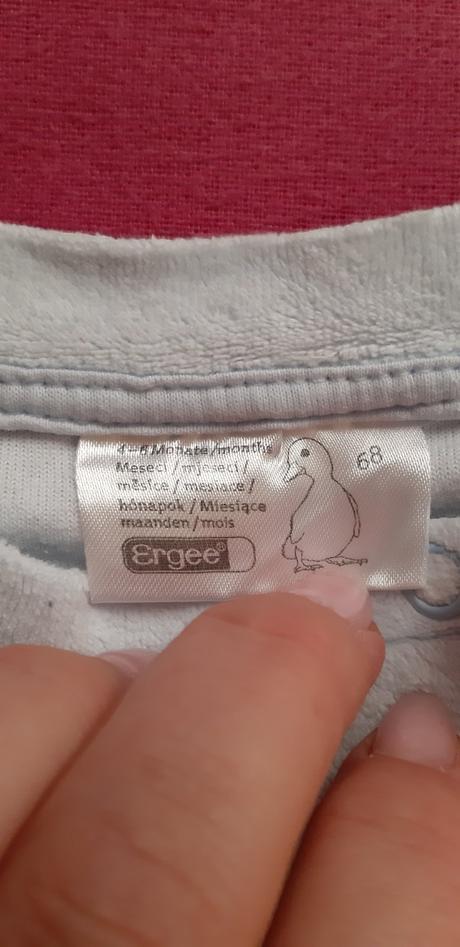 4-6 Monate/months
Meseci/mjeseci/
měsíce/mesiace/
hónapok/Miesiące
maanden/mois
Ergee®
68